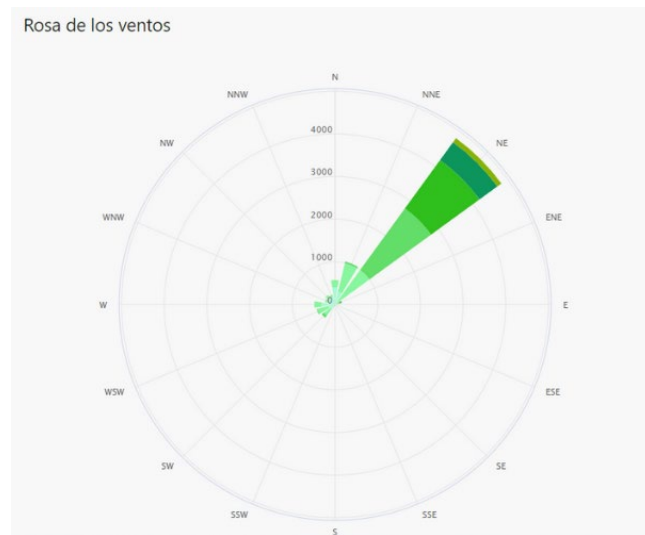 Rosa de los ventos
N
NNW
NNE
4000
NW
NE
3000
2000
WNW
ENE
1000
0
W
E
WSW
ESE
SW
SE
SSW
SSE
S